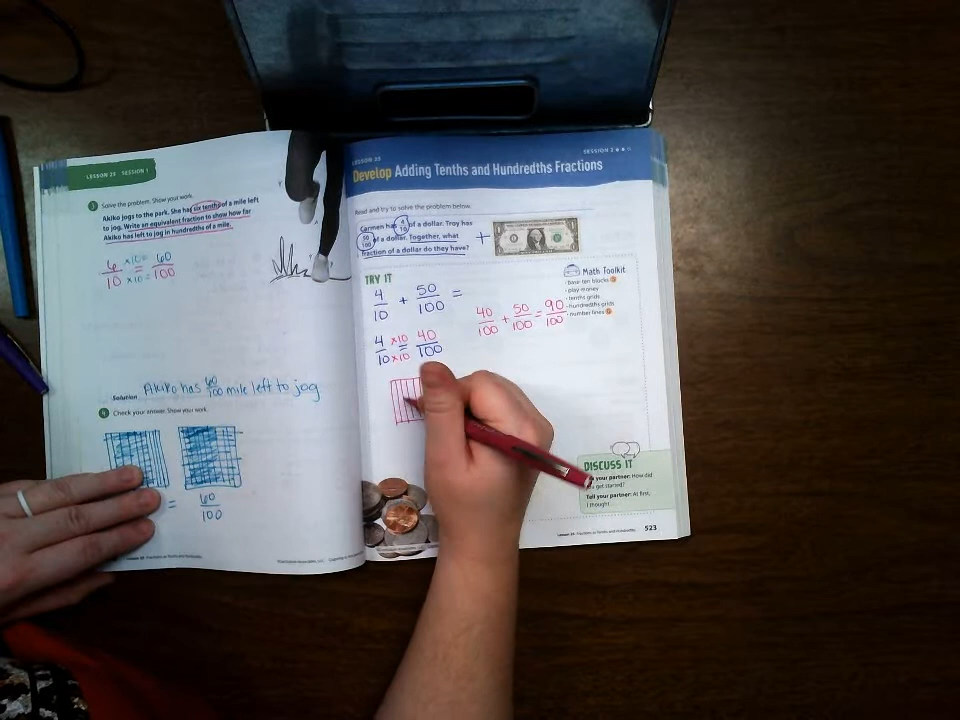 LESSON 25 SESSION 1
3 Solve the problem. Show your work.
Akiko jogs to the park. She has six tenths of a mile left
to jog. Write an equivalent fraction to show how far
Akiko has left to jog in hundredths of a mile.
6/10 ×10/×10 = 60/100
Solution Akiko has 60/100 mile left to jog
4 Check your answer. Show your work.
= 60/100
LESSON 25
SESSION 2
Develop Adding Tenths and Hundredths Fractions
Read and try to solve the problem below.
Carmen has 4/10 of a dollar. Troy has
50/100 of a dollar. Together, what
fraction of a dollar do they have?
+
TRY IT
4/10 + 50/100 =
4/10 ×10/×10 = 40/100
40/100 + 50/100 = 90/100
Math Toolkit
• base-ten blocks
• play money
• tenths grids
• hundredths grids
• number lines
DISCUSS IT
your partner: How did
get started?
Tell your partner: At first,
I thought
523